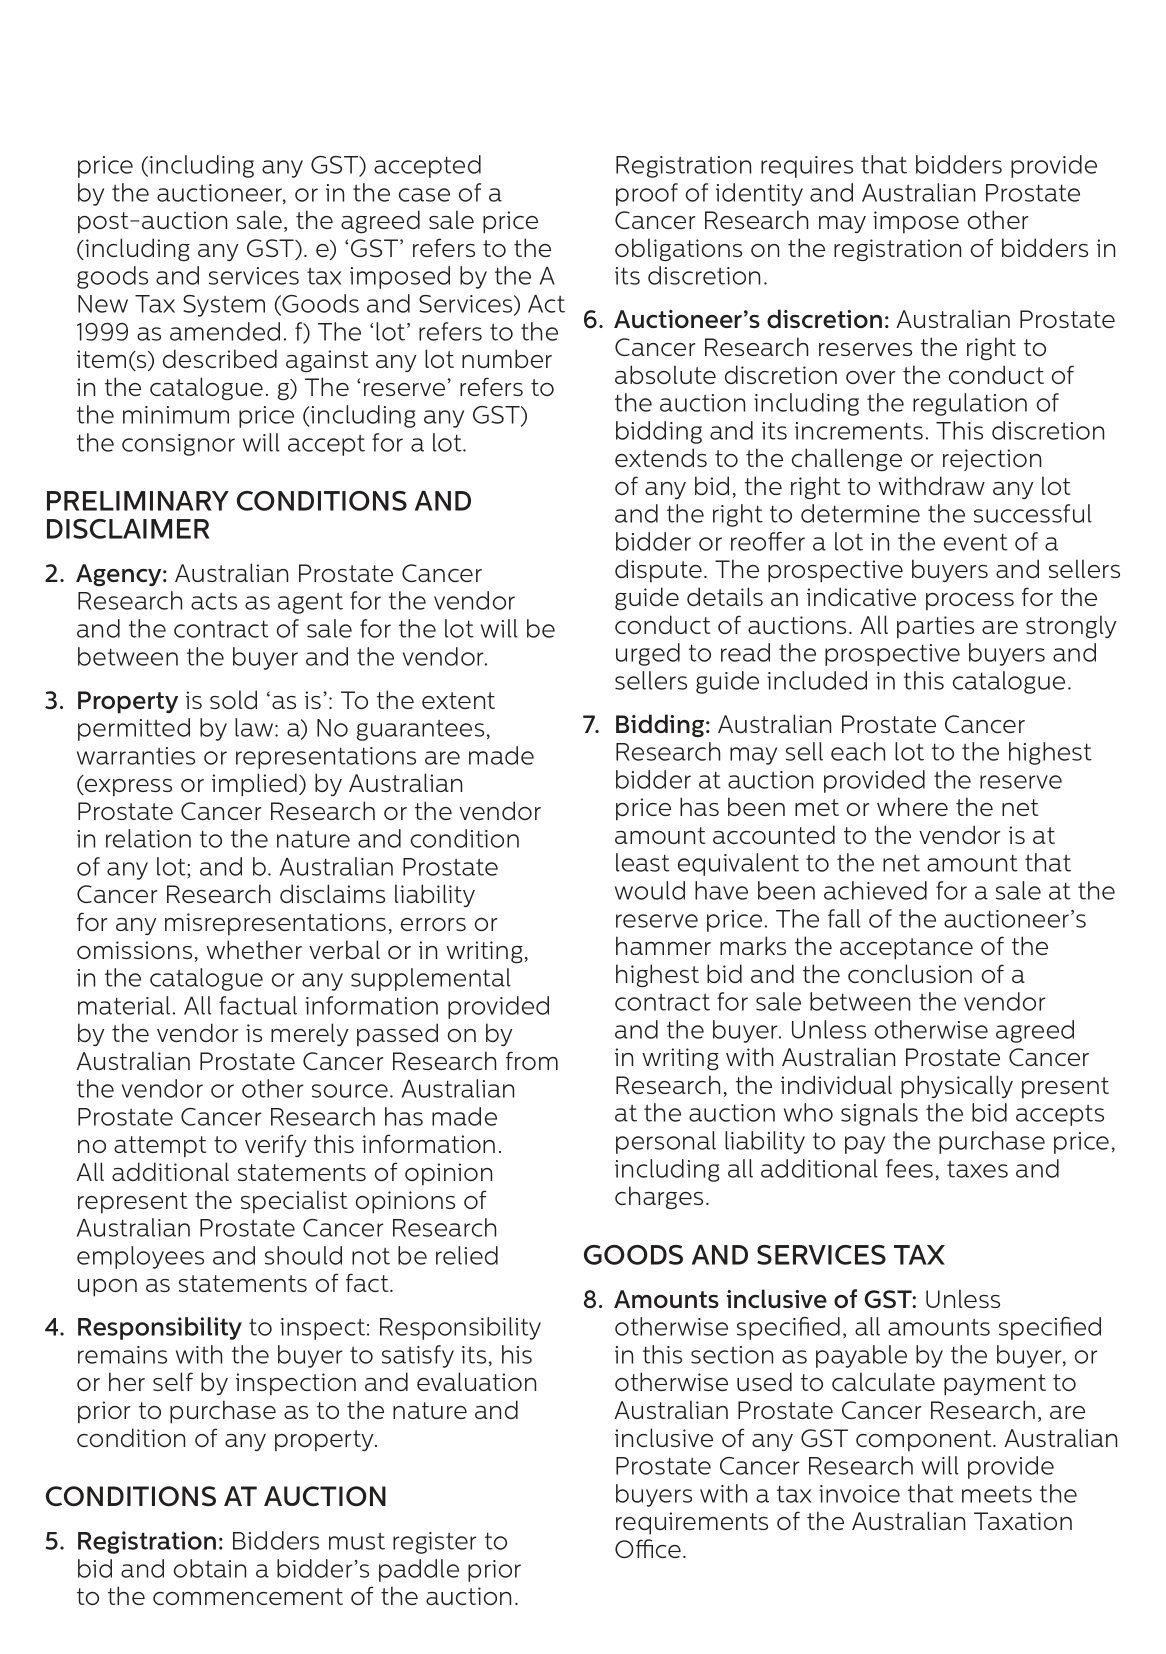 price (including any GST) accepted
by the auctioneer, or in the case of a
post-auction sale, the agreed sale price
(including any GST). e) ‘GST’ refers to the
goods and services tax imposed by the A
New Tax System (Goods and Services) Act
1999 as amended. f) The ‘lot’ refers to the
item(s) described against any lot number
in the catalogue. g) The ‘reserve’ refers to
the minimum price (including any GST)
the consignor will accept for a lot.
PRELIMINARY CONDITIONS AND
DISCLAIMER
2. Agency: Australian Prostate Cancer
Research acts as agent for the vendor
and the contract of sale for the lot will be
between the buyer and the vendor.
3. Property is sold ‘as is’: To the extent
permitted by law: a) No guarantees,
warranties or representations are made
(express or implied) by Australian
Prostate Cancer Research or the vendor
in relation to the nature and condition
of any lot; and b. Australian Prostate
Cancer Research disclaims liability
for any misrepresentations, errors or
omissions, whether verbal or in writing,
in the catalogue or any supplemental
material. All factual information provided
by the vendor is merely passed on by
Australian Prostate Cancer Research from
the vendor or other source. Australian
Prostate Cancer Research has made
no attempt to verify this information.
All additional statements of opinion
represent the specialist opinions of
Australian Prostate Cancer Research
employees and should not be relied
upon as statements of fact.
4. Responsibility to inspect: Responsibility
remains with the buyer to satisfy its, his
or her self by inspection and evaluation
prior to purchase as to the nature and
condition of any property.
CONDITIONS AT AUCTION
5. Registration: Bidders must register to
bid and obtain a bidder’s paddle prior
to the commencement of the auction.
Registration requires that bidders provide
proof of identity and Australian Prostate
Cancer Research may impose other
obligations on the registration of bidders in
its discretion.
6. Auctioneer’s discretion: Australian Prostate
Cancer Research reserves the right to
absolute discretion over the conduct of
the auction including the regulation of
bidding and its increments. This discretion
extends to the challenge or rejection
of any bid, the right to withdraw any lot
and the right to determine the successful
bidder or reoffer a lot in the event of a
dispute. The prospective buyers and sellers
guide details an indicative process for the
conduct of auctions. All parties are strongly
urged to read the prospective buyers and
sellers guide included in this catalogue.
7. Bidding: Australian Prostate Cancer
Research may sell each lot to the highest
bidder at auction provided the reserve
price has been met or where the net
amount accounted to the vendor is at
least equivalent to the net amount that
would have been achieved for a sale at the
reserve price. The fall of the auctioneer’s
hammer marks the acceptance of the
highest bid and the conclusion of a
contract for sale between the vendor
and the buyer. Unless otherwise agreed
in writing with Australian Prostate Cancer
Research, the individual physically present
at the auction who signals the bid accepts
personal liability to pay the purchase price,
including all additional fees, taxes and
charges.
GOODS AND SERVICES TAX
8. Amounts inclusive of GST: Unless
otherwise specified, all amounts specified
in this section as payable by the buyer, or
otherwise used to calculate payment to
Australian Prostate Cancer Research, are
inclusive of any GST component. Australian
Prostate Cancer Research will provide
buyers with a tax invoice that meets the
requirements of the Australian Taxation
Office.